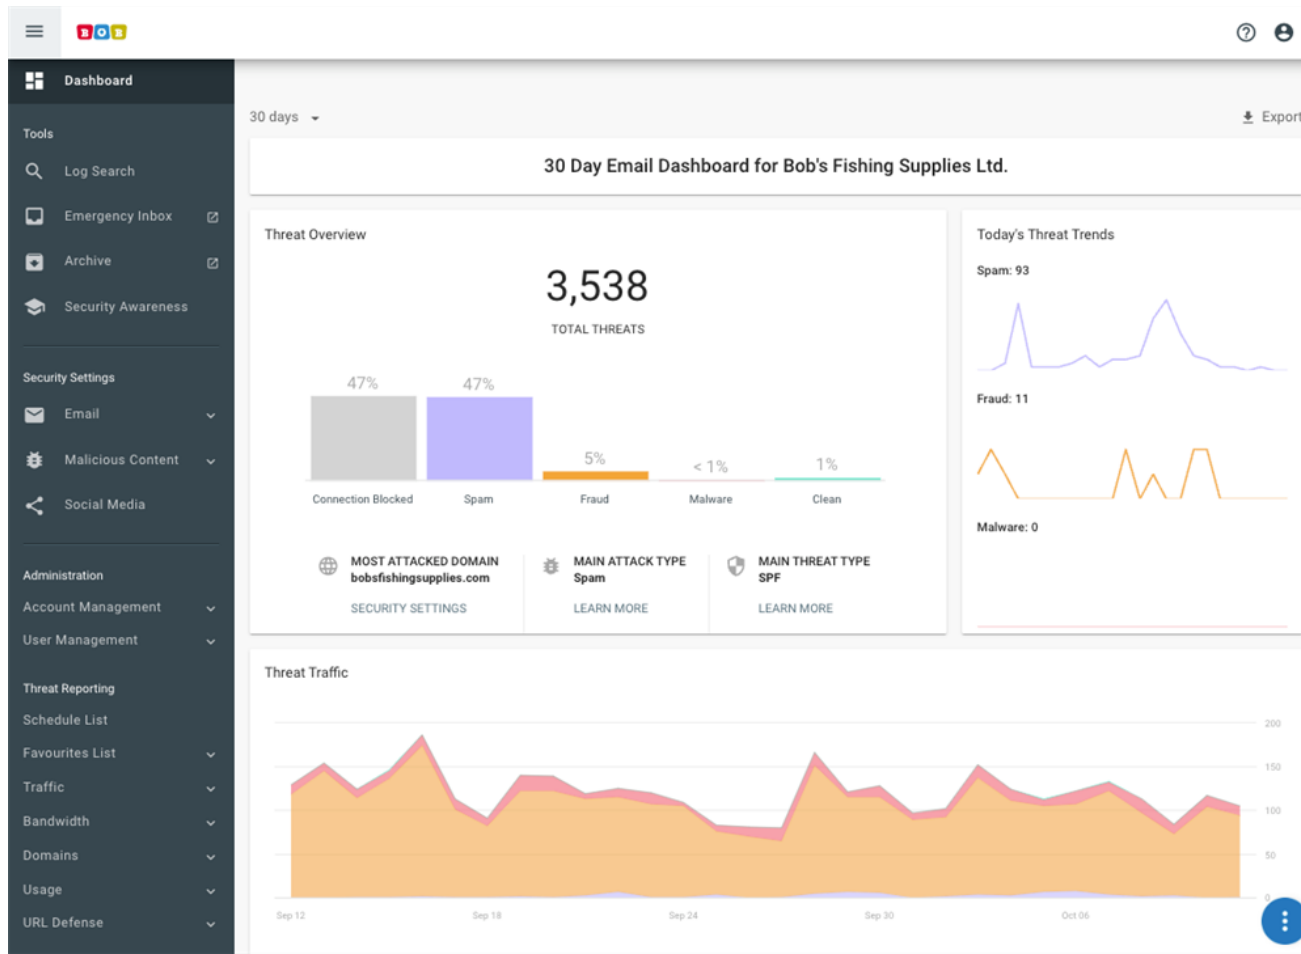 BOB
Dashboard
30 days
Export
Tools
Log Search
Emergency Inbox
Archive
Security Awareness
Security Settings
Email
Malicious Content
Social Media
Administration
Account Management
User Management
Threat Reporting
Schedule List
Favourites List
Traffic
Bandwidth
Domains
Usage
URL Defense
30 Day Email Dashboard for Bob's Fishing Supplies Ltd.
Threat Overview
3,538
TOTAL THREATS
47%
47%
5%
< 1%
1%
Connection Blocked
Spam
Fraud
Malware
Clean
MOST ATTACKED DOMAIN
bobsfishingsupplies.com
SECURITY SETTINGS
MAIN ATTACK TYPE
Spam
LEARN MORE
MAIN THREAT TYPE
SPF
LEARN MORE
Today's Threat Trends
Spam: 93
Fraud: 11
Malware: 0
Threat Traffic
200
150
100
50
0
Sep 12
Sep 18
Sep 24
Sep 30
Oct 06